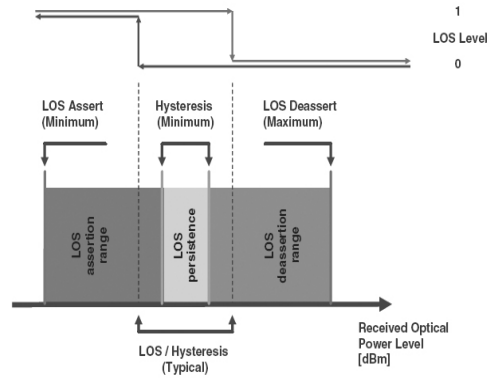 1
LOS Level
0
LOS Assert
(Minimum)
Hysteresis
(Minimum)
LOS Deassert
(Maximum)
LOS
assertion
range
LOS
persistence
LOS
deassertion
range
LOS / Hysteresis
(Typical)
Received Optical
Power Level
[dBm]